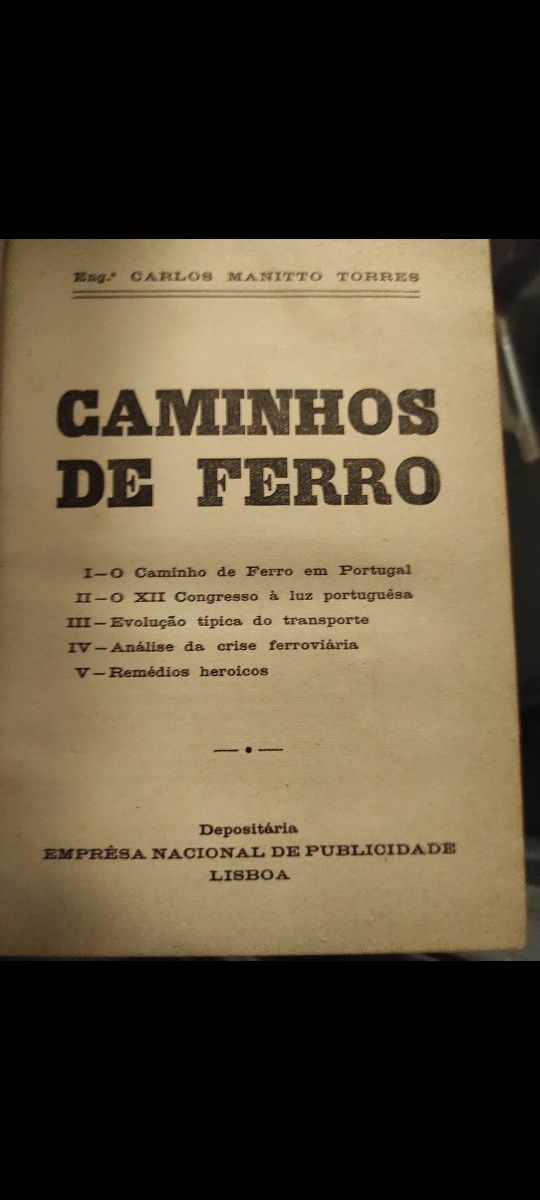 Eng.º CARLOS MANITTO TORRES
CAMINHOS
DE FERRO
I—O Caminho de Ferro em Portugal
II—O XII Congresso à luz portuguêsa
III—Evolução típica do transporte
IV—Análise da crise ferroviária
V—Remédios heroicos
Depositária
EMPRÊSA NACIONAL DE PUBLICIDADE
LISBOA